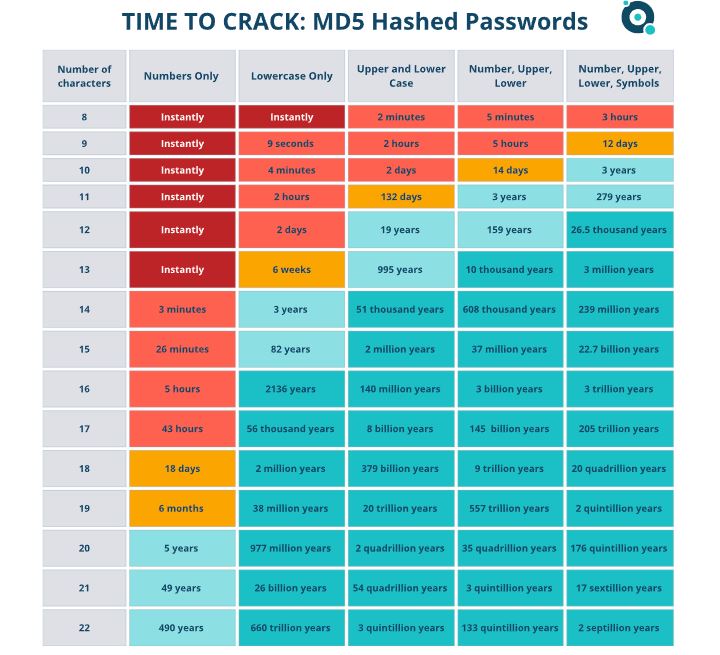 TIME TO CRACK: MD5 Hashed Passwords
Number of characters | Numbers Only | Lowercase Only | Upper and Lower Case | Number, Upper, Lower | Number, Upper, Lower, Symbols
8 | Instantly | Instantly | 2 minutes | 5 minutes | 3 hours
9 | Instantly | 9 seconds | 2 hours | 5 hours | 12 days
10 | Instantly | 4 minutes | 2 days | 14 days | 3 years
11 | Instantly | 2 hours | 132 days | 3 years | 279 years
12 | Instantly | 2 days | 19 years | 159 years | 26.5 thousand years
13 | Instantly | 6 weeks | 995 years | 10 thousand years | 3 million years
14 | 3 minutes | 3 years | 51 thousand years | 608 thousand years | 239 million years
15 | 26 minutes | 82 years | 2 million years | 37 million years | 22.7 billion years
16 | 5 hours | 2136 years | 140 million years | 3 billion years | 3 trillion years
17 | 43 hours | 56 thousand years | 8 billion years | 145 billion years | 205 trillion years
18 | 18 days | 2 million years | 379 billion years | 9 trillion years | 20 quadrillion years
19 | 6 months | 38 million years | 20 trillion years | 557 trillion years | 2 quintillion years
20 | 5 years | 977 million years | 2 quadrillion years | 35 quadrillion years | 176 quintillion years
21 | 49 years | 26 billion years | 54 quadrillion years | 3 quintillion years | 17 sextillion years
22 | 490 years | 660 trillion years | 3 quintillion years | 133 quintillion years | 2 septillion years